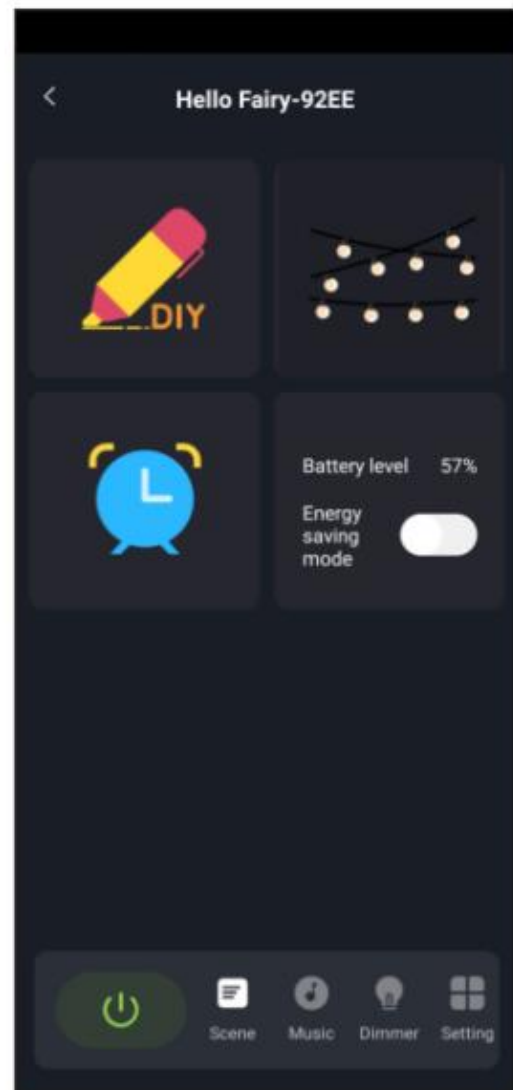 Hello Fairy-92EE
DIY
Battery level 57%
Energy
saving
mode
Scene Music Dimmer Setting